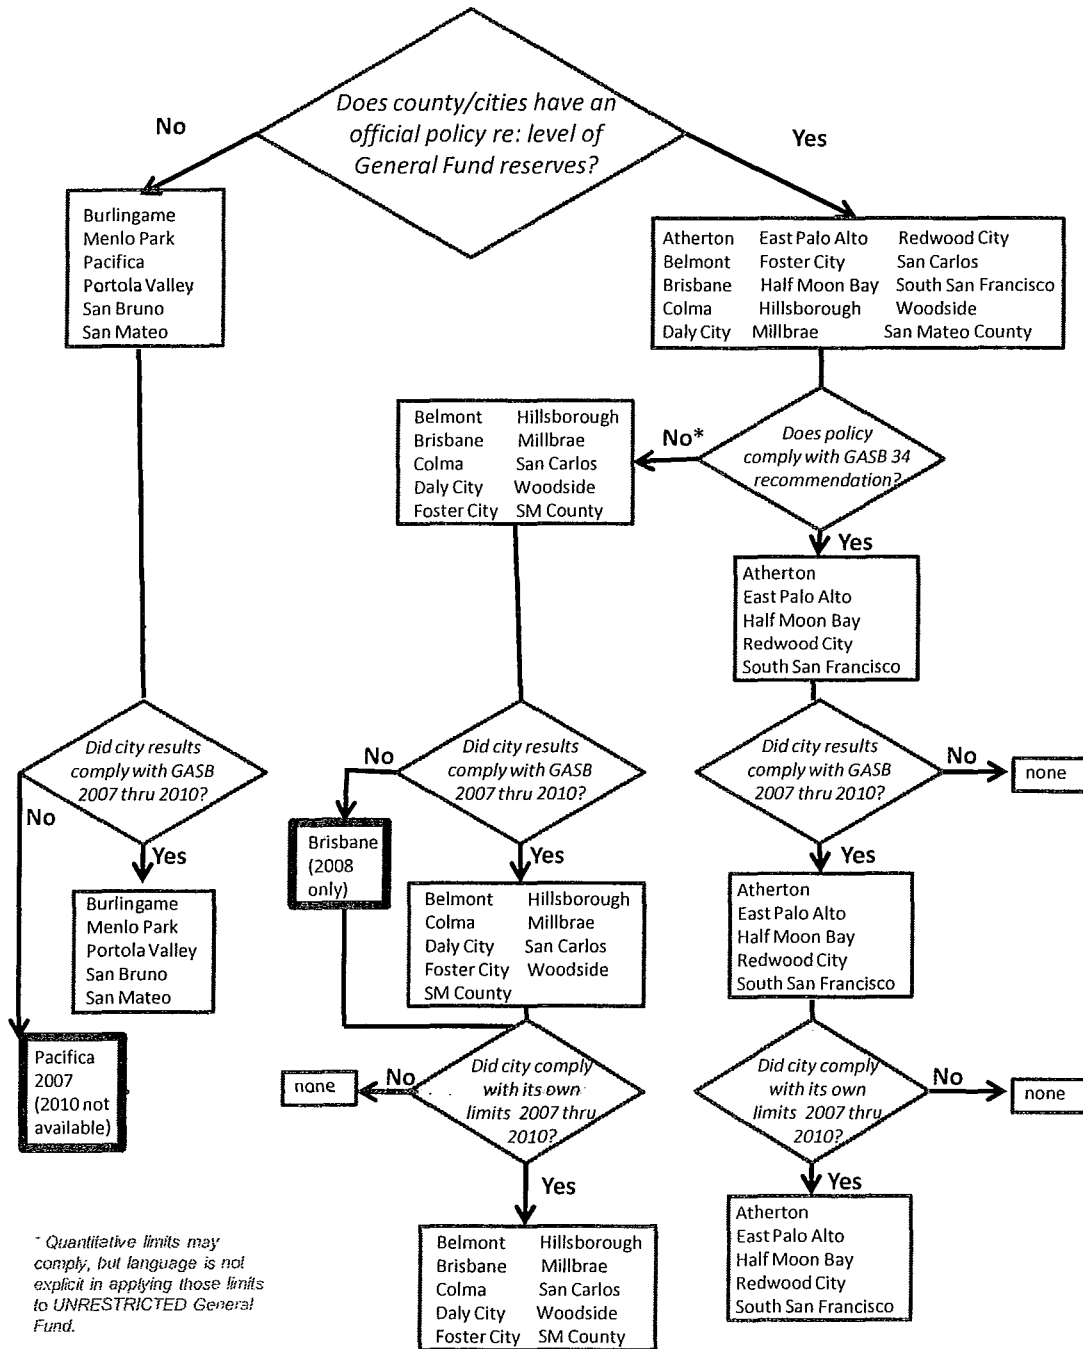 Does county/cities have an
official policy re: level of
General Fund reserves?
No
Yes
Burlingame
Menlo Park
Pacifica
Portola Valley
San Bruno
San Mateo
Atherton East Palo Alto Redwood City
Belmont Foster City San Carlos
Brisbane Half Moon Bay South San Francisco
Colma Hillsborough Woodside
Daly City Millbrae San Mateo County
Does policy
comply with GASB 34
recommendation?
No*
Belmont Hillsborough
Brisbane Millbrae
Colma San Carlos
Daly City Woodside
Foster City SM County
Yes
Atherton
East Palo Alto
Half Moon Bay
Redwood City
South San Francisco
Did city results
comply with GASB
2007 thru 2010?
No
Yes
Burlingame
Menlo Park
Portola Valley
San Bruno
San Mateo
Pacifica
2007
(2010 not
available)
Did city results
comply with GASB
2007 thru 2010?
No
Brisbane
(2008
only)
Yes
Belmont Hillsborough
Colma Millbrae
Daly City San Carlos
Foster City Woodside
SM County
Did city comply
with its own
limits 2007 thru
2010?
No
none
Yes
Belmont Hillsborough
Brisbane Millbrae
Colma San Carlos
Daly City Woodside
Foster City SM County
Did city results
comply with GASB
2007 thru 2010?
No
none
Yes
Atherton
East Palo Alto
Half Moon Bay
Redwood City
South San Francisco
Did city comply
with its own
limits 2007 thru
2010?
No
none
Yes
Atherton
East Palo Alto
Half Moon Bay
Redwood City
South San Francisco
* Quantitative limits may
comply, but language is not
explicit in applying those limits
to UNRESTRICTED General
Fund.